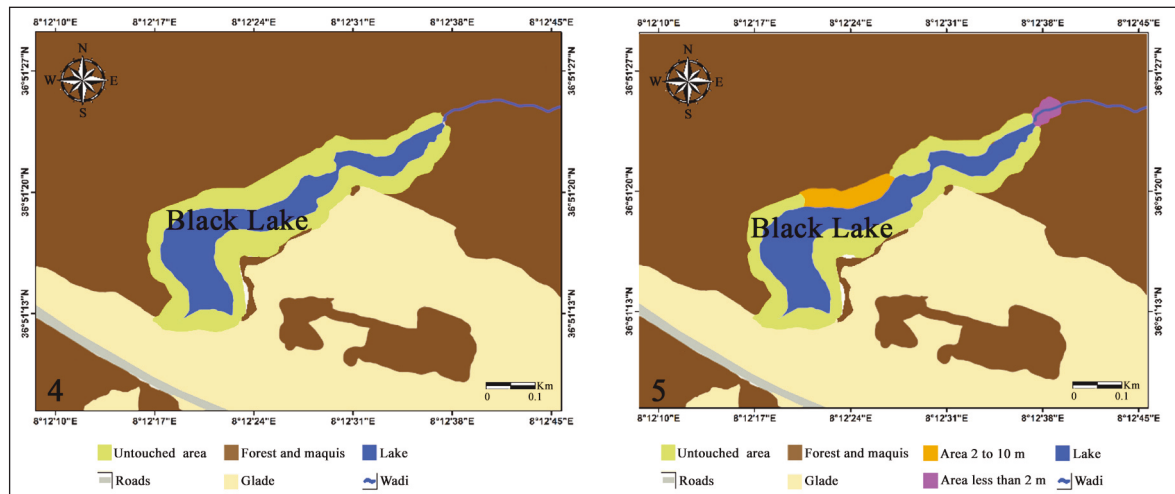 8°12'10"E 8°12'17"E 8°12'24"E 8°12'31"E 8°12'38"E 8°12'45"E
N
W E
S
36°51'27"N 36°51'27"N
36°51'20"N 36°51'20"N
Black Lake
36°51'13"N 36°51'13"N
4
Km
0 0.1
8°12'10"E 8°12'17"E 8°12'24"E 8°12'31"E 8°12'38"E 8°12'45"E
Untouched area Forest and maquis Lake
Roads Glade Wadi
8°12'10"E 8°12'17"E 8°12'24"E 8°12'31"E 8°12'38"E 8°12'45"E
N
W E
S
36°51'27"N 36°51'27"N
36°51'20"N 36°51'20"N
Black Lake
36°51'13"N 36°51'13"N
5
Km
0 0.1
8°12'10"E 8°12'17"E 8°12'24"E 8°12'31"E 8°12'38"E 8°12'45"E
Untouched area Forest and maquis Area 2 to 10 m Lake
Roads Glade Area less than 2 m Wadi